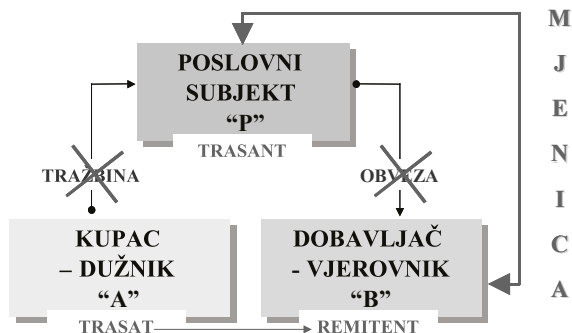 POSLOVNI
SUBJEKT
“P”
TRASANT
TRAŽBINA
OBVEZA
KUPAC
– DUŽNIK
“A”
TRASAT
DOBAVLJAČ
- VJEROVNIK
“B”
REMITENT
M
J
E
N
I
C
A